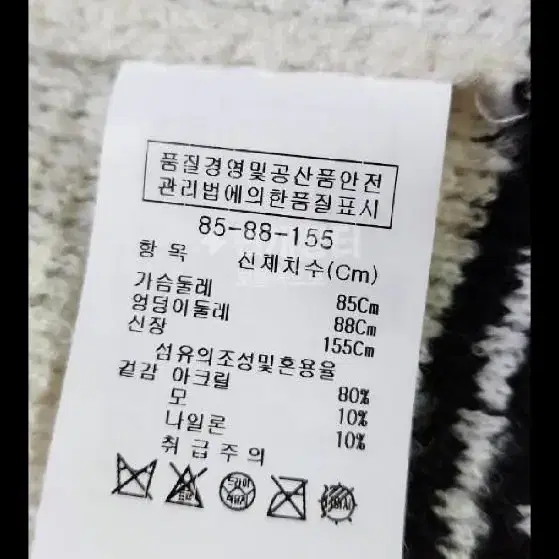 품질경영및공산품안전
관리법에의한품질표시
85-88-155
항 목 신체치수(Cm)
가슴둘레 85Cm
엉덩이둘레 88Cm
신장 155Cm
섬유의조성및혼용율
겉감 아크릴 80%
모 10%
나일론 10%
취급주의
드라이